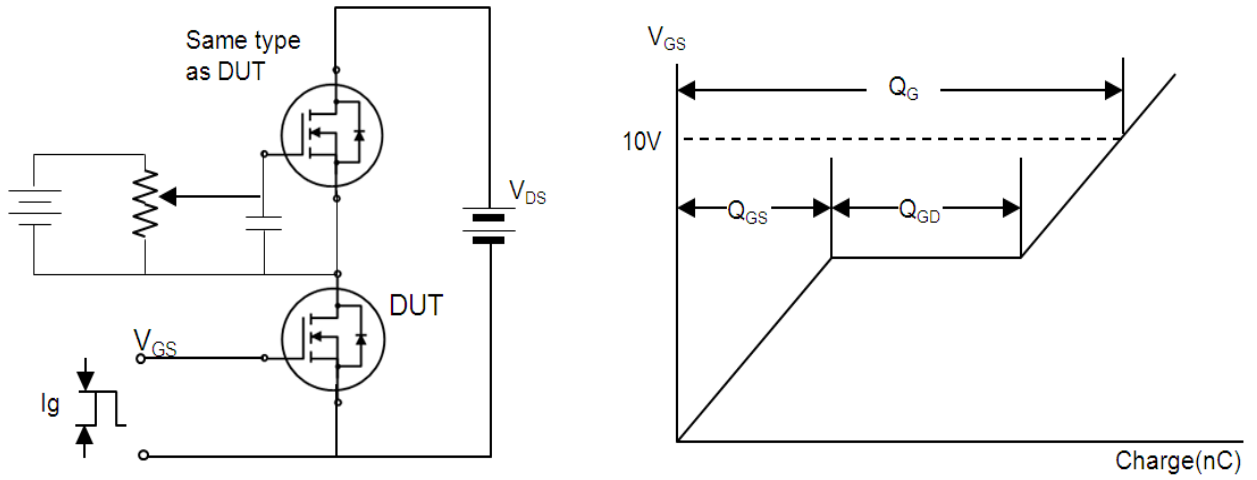 Same type
as DUT
V_DS
DUT
V_GS
Ig
V_GS
Q_G
10V
Q_GS
Q_GD
Charge(nC)